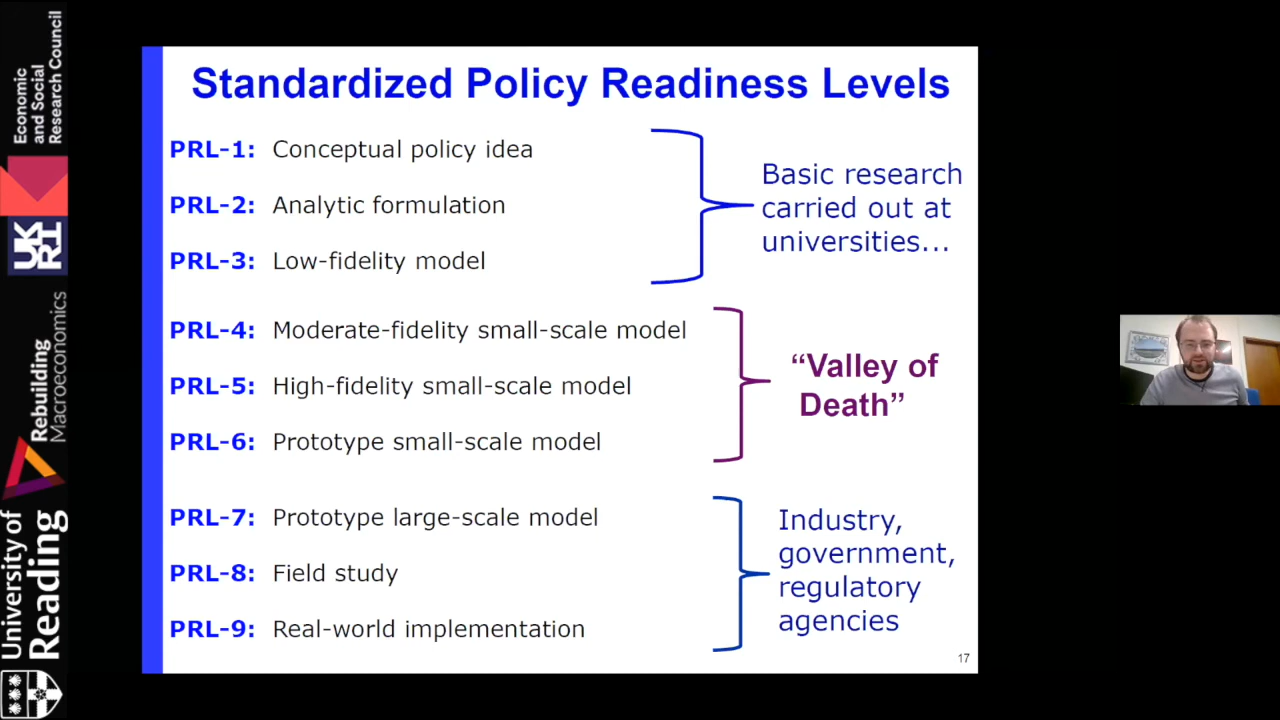 Standardized Policy Readiness Levels
PRL-1: Conceptual policy idea
PRL-2: Analytic formulation
PRL-3: Low-fidelity model
Basic research
carried out at
universities...
PRL-4: Moderate-fidelity small-scale model
PRL-5: High-fidelity small-scale model
PRL-6: Prototype small-scale model
“Valley of
Death”
PRL-7: Prototype large-scale model
PRL-8: Field study
PRL-9: Real-world implementation
Industry,
government,
regulatory
agencies
17
Economic
and Social
Research Council
UKRI
Rebuilding
Macroeconomics
University of
Reading